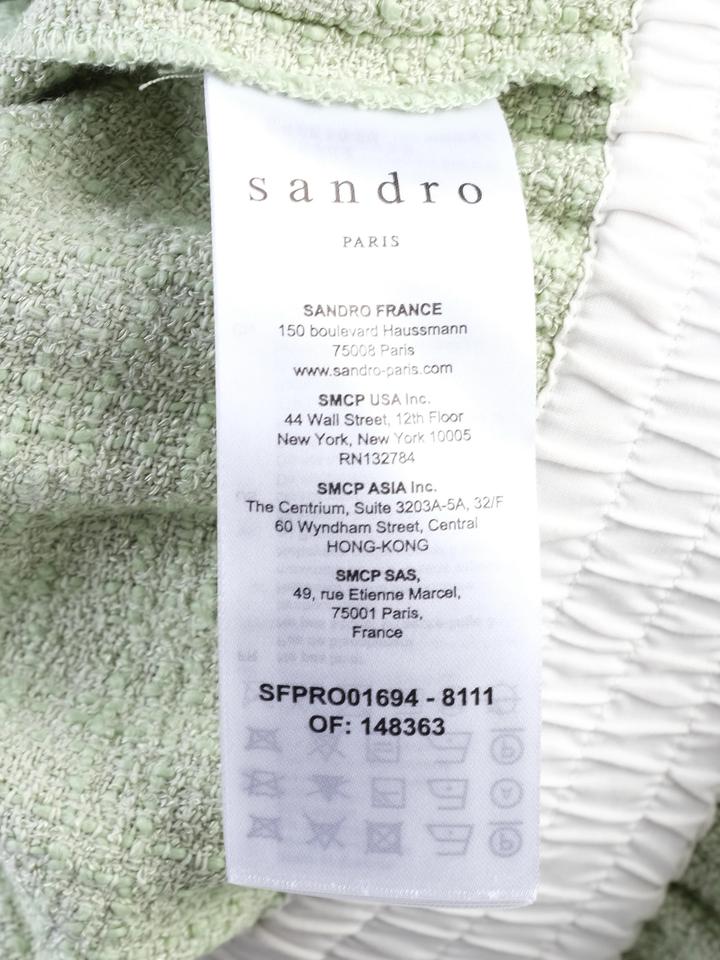 sandro
PARIS
SANDRO FRANCE
150 boulevard Haussmann
75008 Paris
www.sandro-paris.com
SMCP USA Inc.
44 Wall Street, 12th Floor
New York, New York 10005
RN132784
SMCP ASIA Inc.
The Centrium, Suite 3203A-5A, 32/F
60 Wyndham Street, Central
HONG-KONG
SMCP SAS,
49, rue Etienne Marcel,
75001 Paris,
France
SFPRO01694 - 8111
OF: 148363